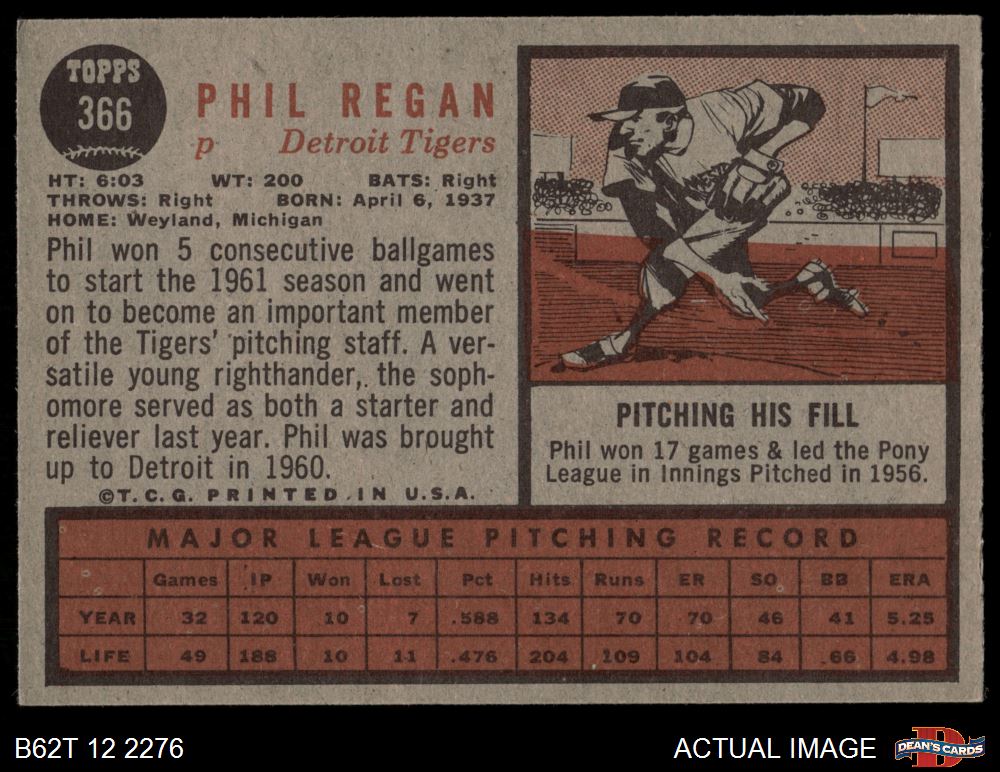 TOPPS
366
PHIL REGAN
p Detroit Tigers
HT: 6:03 WT: 200 BATS: Right
THROWS: Right BORN: April 6, 1937
HOME: Weyland, Michigan
Phil won 5 consecutive ballgames
to start the 1961 season and went
on to become an important member
of the Tigers' pitching staff. A ver-
satile young righthander, the soph-
omore served as both a starter and
reliever last year. Phil was brought
up to Detroit in 1960.
©T.C.G. PRINTED IN U.S.A.
PITCHING HIS FILL
Phil won 17 games & led the Pony
League in Innings Pitched in 1956.
MAJOR LEAGUE PITCHING RECORD
Games IP Won Lost Pct Hits Runs ER SO BB ERA
YEAR 32 120 10 7 .588 134 70 70 46 41 5.25
LIFE 49 188 10 11 .476 204 109 104 84 66 4.98
B62T 12 2276 ACTUAL IMAGE
DEAN'S CARDS